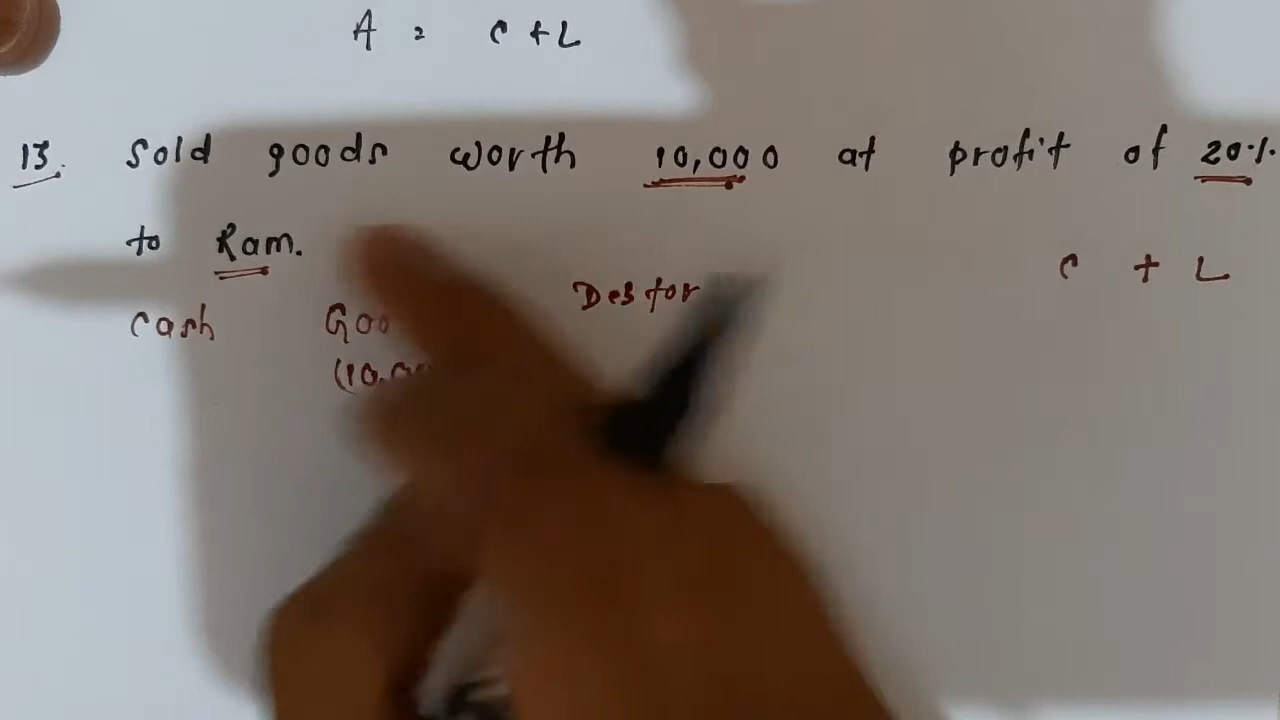 A = C + L
13. Sold goods worth 10,000 at profit of 20%
to Ram.
C + L
Cash Debtor